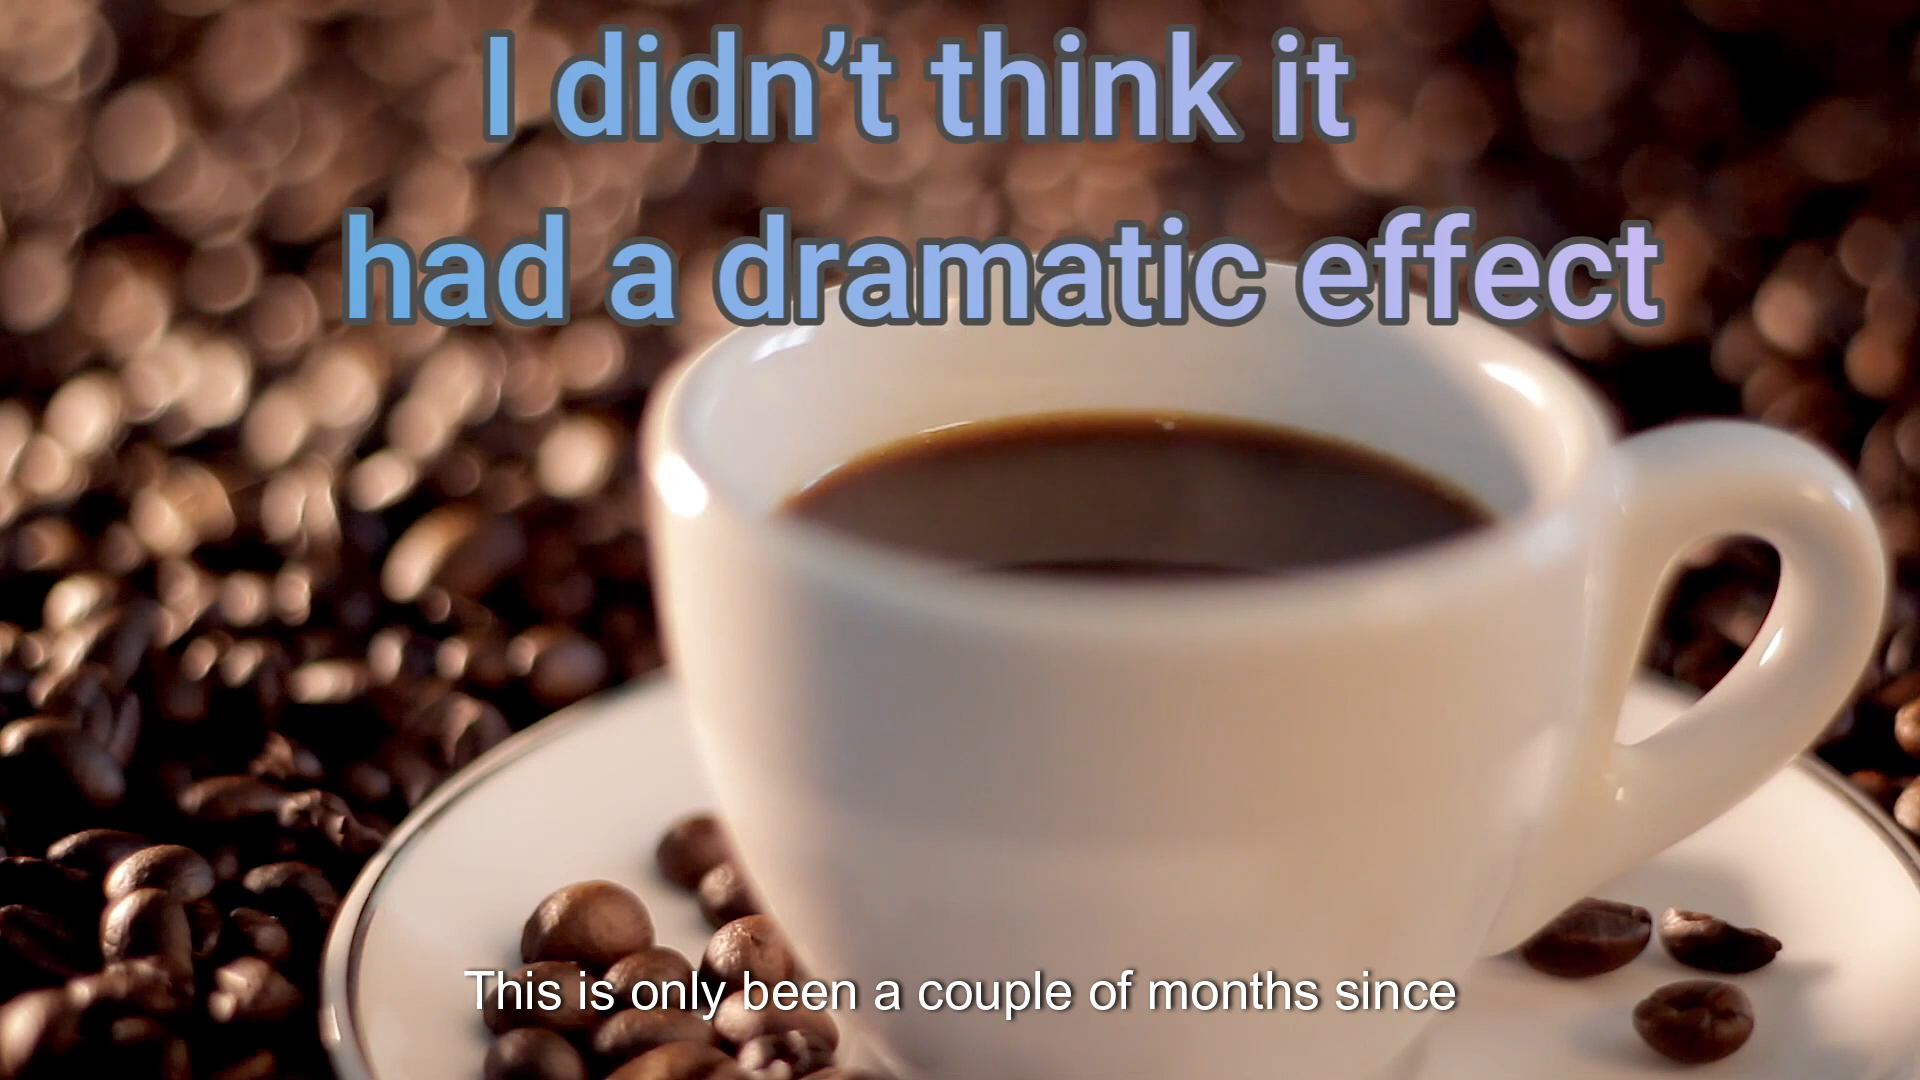 I didn’t think it
had a dramatic effect
This is only been a couple of months since